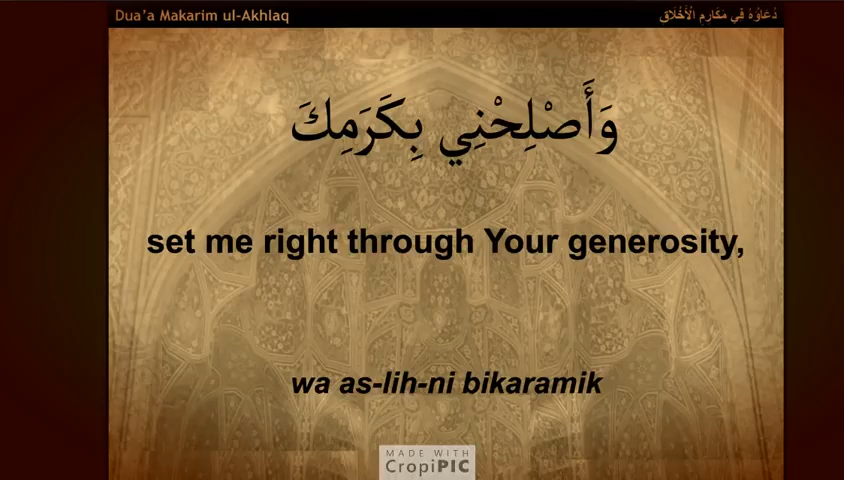 Dua'a Makarim ul-Akhlaq
دُعَاؤُهُ فِي مَكَارِمِ الْأَخْلَاقِ
وَأَصْلِحْنِي بِكَرَمِكَ
set me right through Your generosity,
wa as-lih-ni bikaramik
MADE WITH
CropiPIC